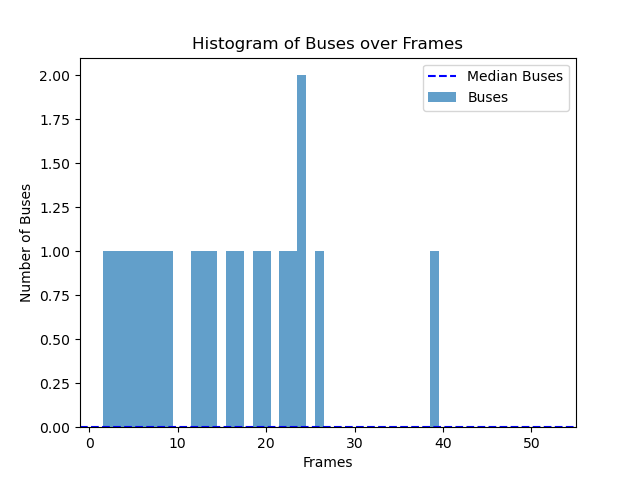 Histogram of Buses over Frames
Median Buses
Buses
2.00
1.75
1.50
1.25
1.00
0.75
0.50
0.25
0.00
Number of Buses
0 10 20 30 40 50
Frames